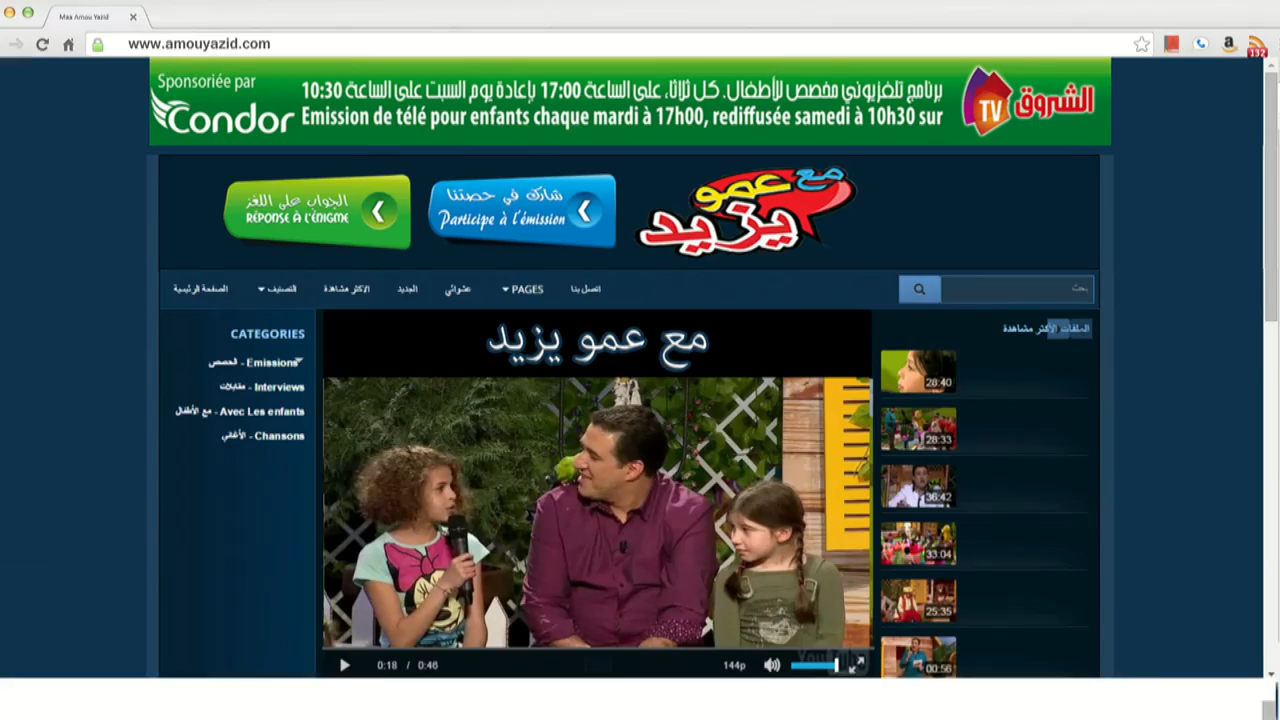 Maa Amou Yazid
www.amouyazid.com
132
Sponsoriée par
Condor
برنامج تلفزيوني مخصص للأطفال. كل ثلاثاء على الساعة 17:00 بإعادة يوم السبت على الساعة 10:30
Emission de télé pour enfants chaque mardi à 17h00, rediffusée samedi à 10h30 sur
TV
الشروق
الجواب على اللغز
RÉPONSE À L'ÉNIGME
شارك في حصتنا
Participe à l'émission
مع عمو
يزيد
الصفحة الرئيسية
التصنيف
الاكثر مشاهدة
الجديد
عشوائي
PAGES
اتصل بنا
بحث
CATEGORIES
Emissions - الحصص
Interviews - مقابلات
Avec Les enfants - مع الأطفال
Chansons - الأغاني
مع عمو يزيد
0:18 / 0:46
144p
YouTube
الملفات الأكثر مشاهدة
28:40
28:33
36:42
33:04
25:35
00:56